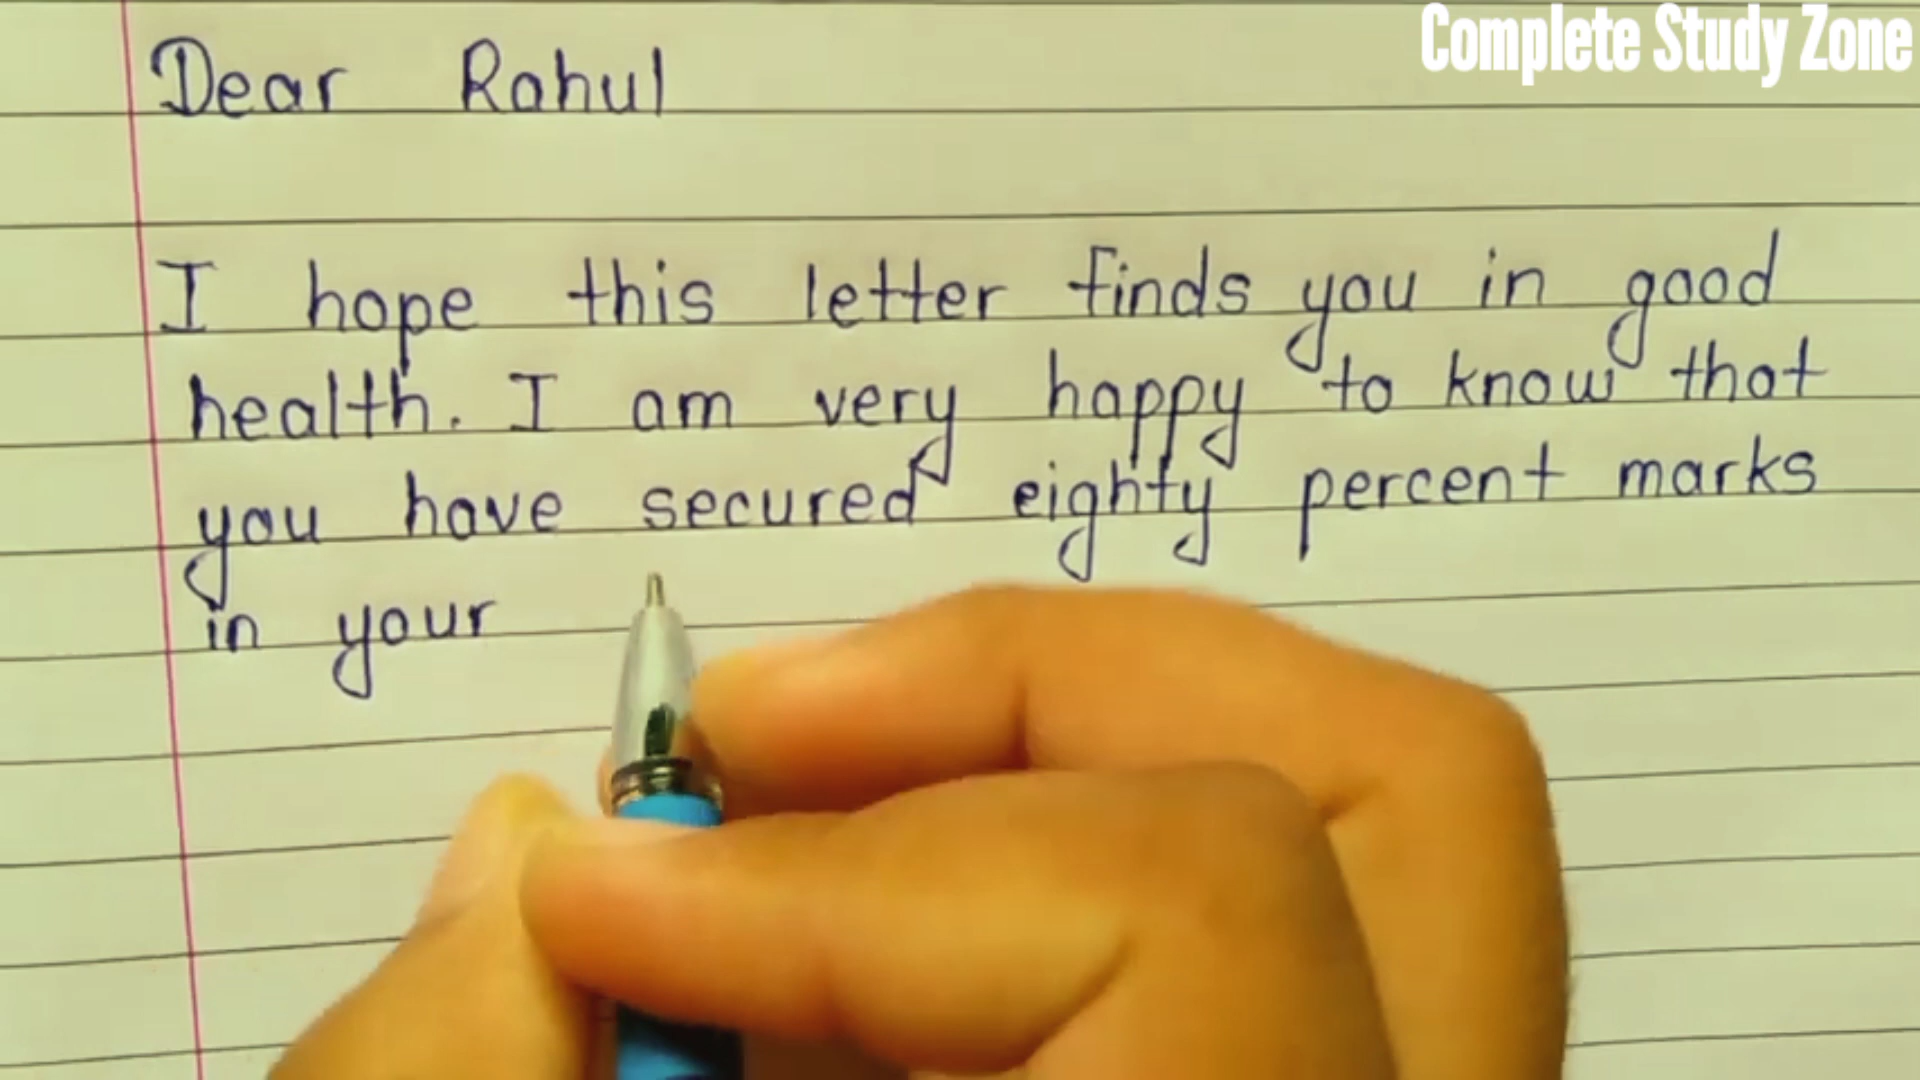 Complete Study Zone
Dear Rahul
I hope this letter finds you in good
health. I am very happy to know that
you have secured eighty percent marks
in your